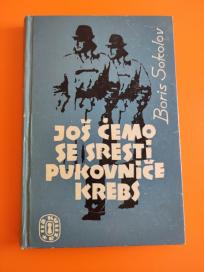 Boris Sokolov
JOŠ ĆEMO
SE SRESTI
PUKOVNIČE
KREBS